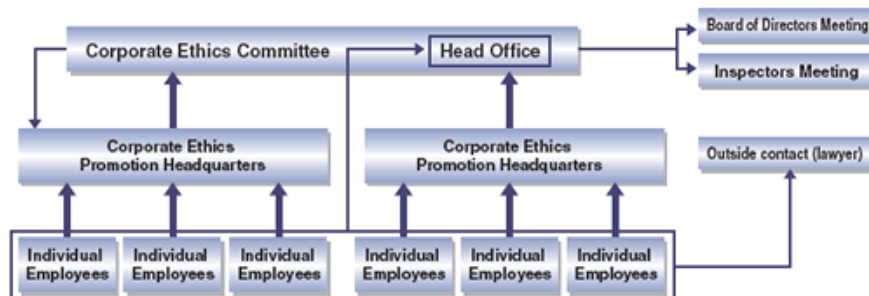 Board of Directors Meeting
Corporate Ethics Committee
Head Office
Inspectors Meeting
Corporate Ethics
Promotion Headquarters
Corporate Ethics
Promotion Headquarters
Outside contact (lawyer)
Individual
Employees
Individual
Employees
Individual
Employees
Individual
Employees
Individual
Employees
Individual
Employees